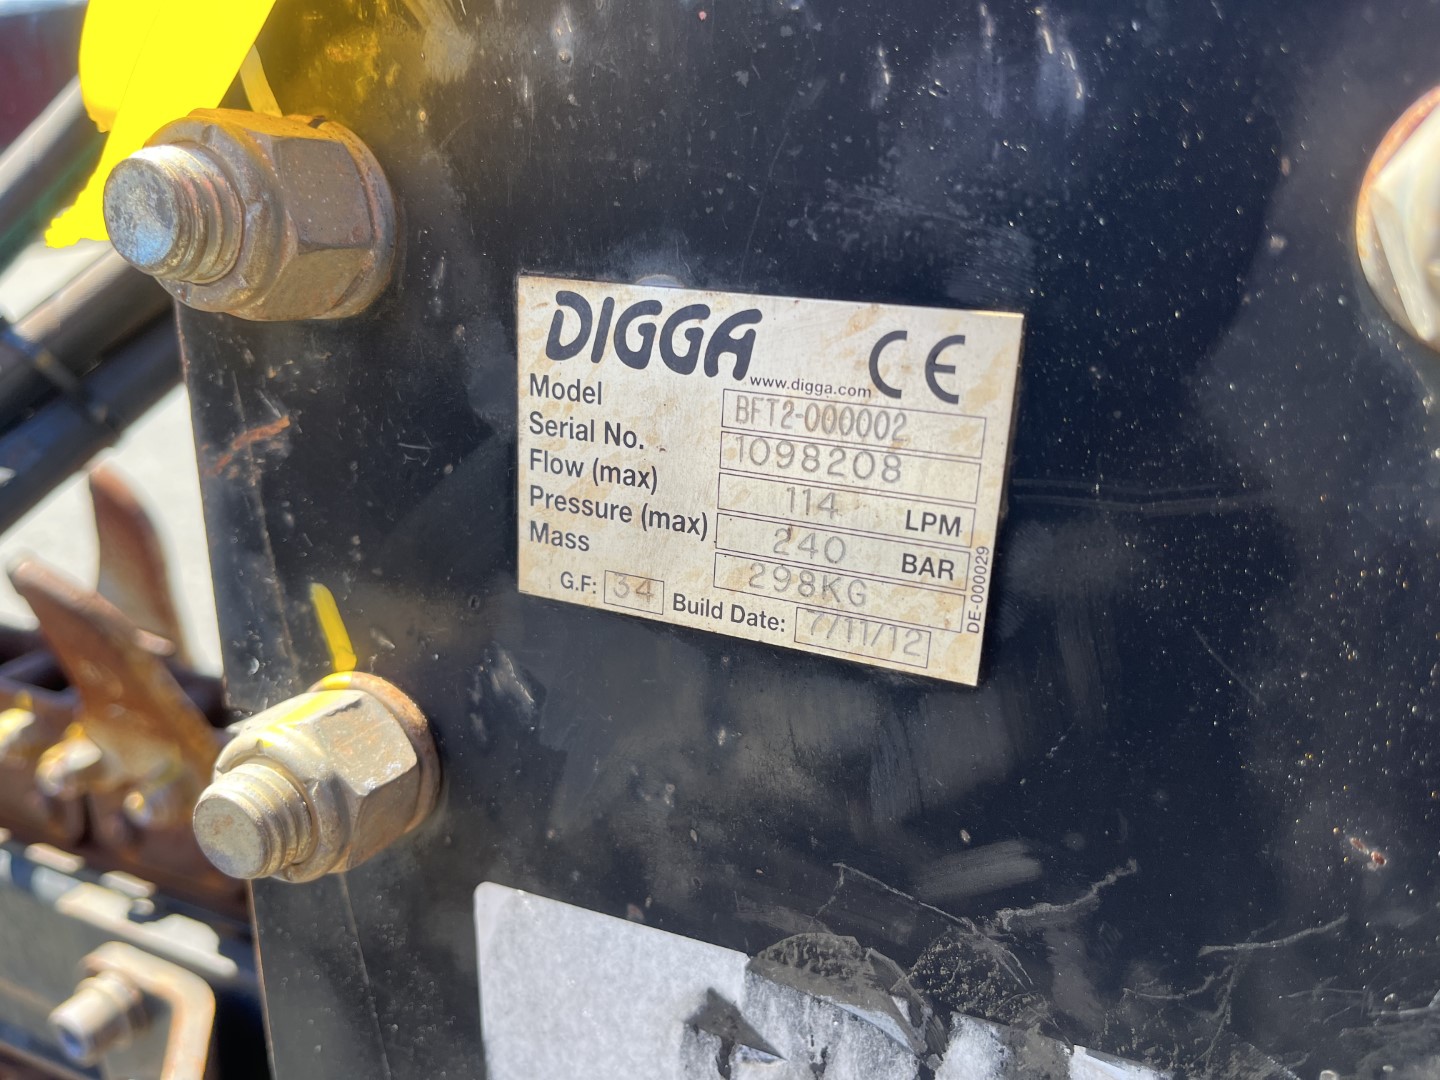 DIGGA www.digga.com CE
Model BFT2-000002
Serial No. 1098208
Flow (max) 114 LPM
Pressure (max) 240 BAR
Mass 298KG
G.F: 34 Build Date: 7/11/12
DE-000029